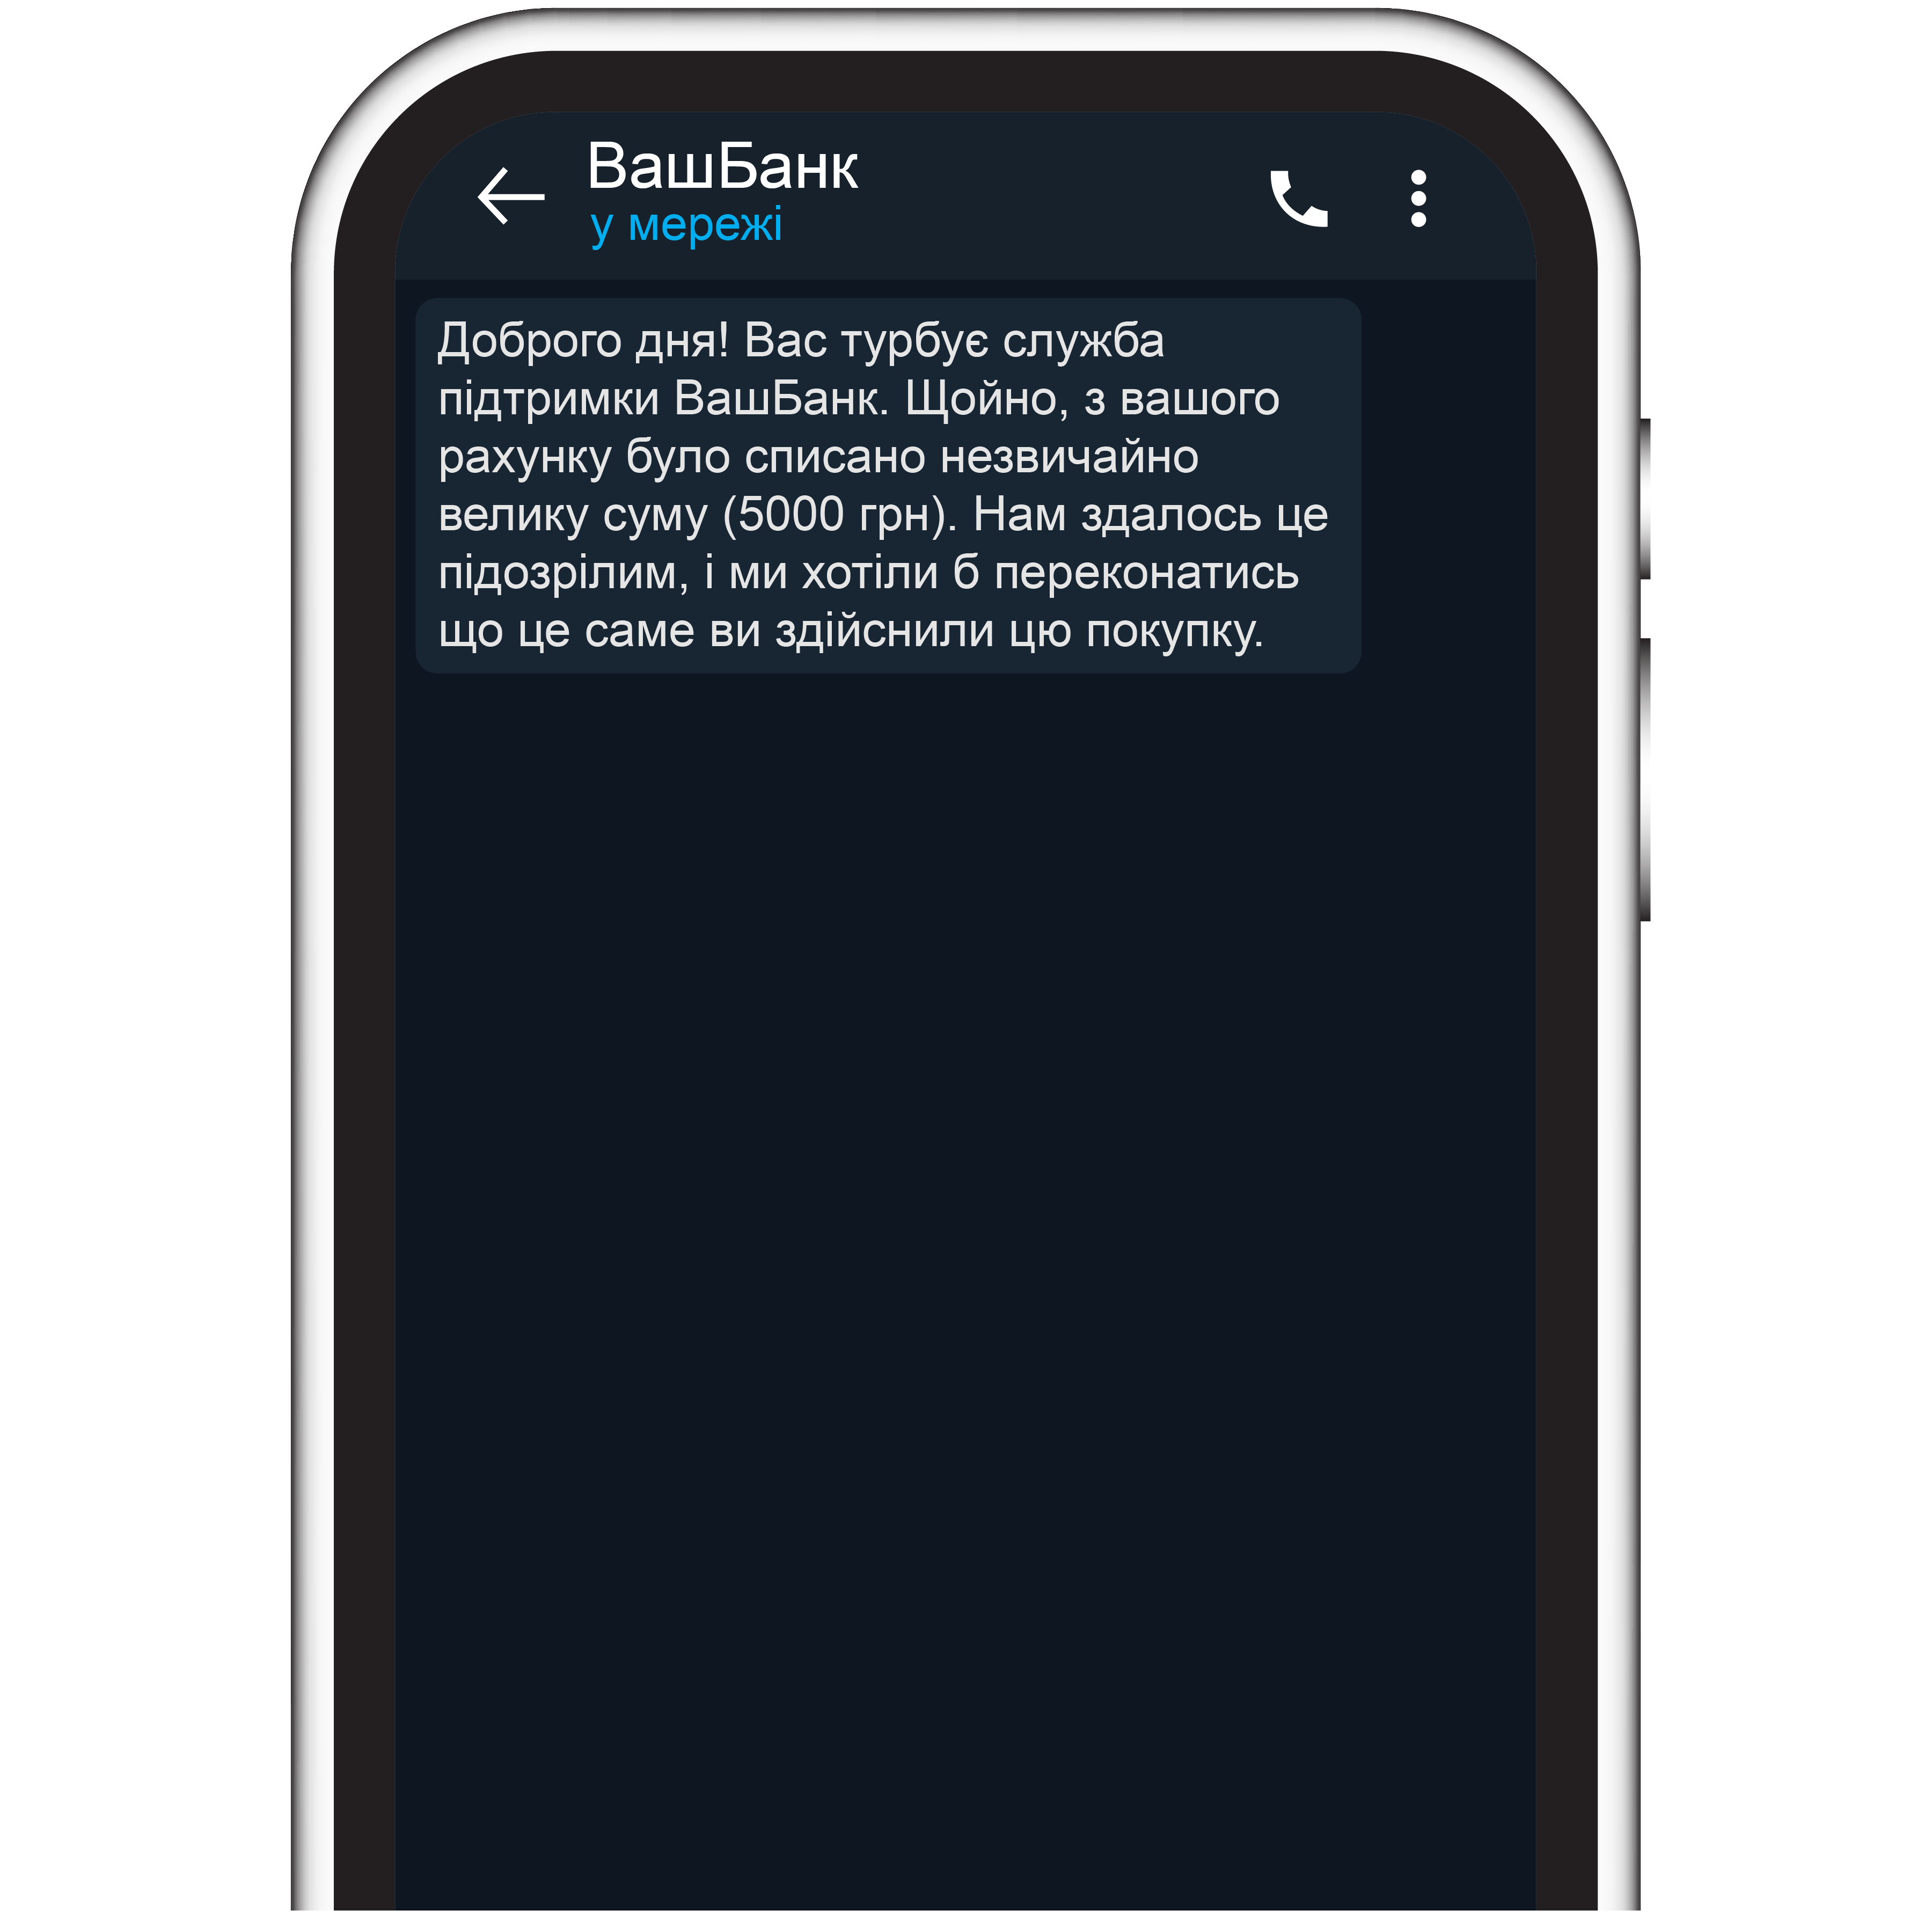 ВашБанк
у мережі
Доброго дня! Вас турбує служба
підтримки ВашБанк. Щойно, з вашого
рахунку було списано незвичайно
велику суму (5000 грн). Нам здалось це
підозрілим, і ми хотіли б переконатись
що це саме ви здійснили цю покупку.